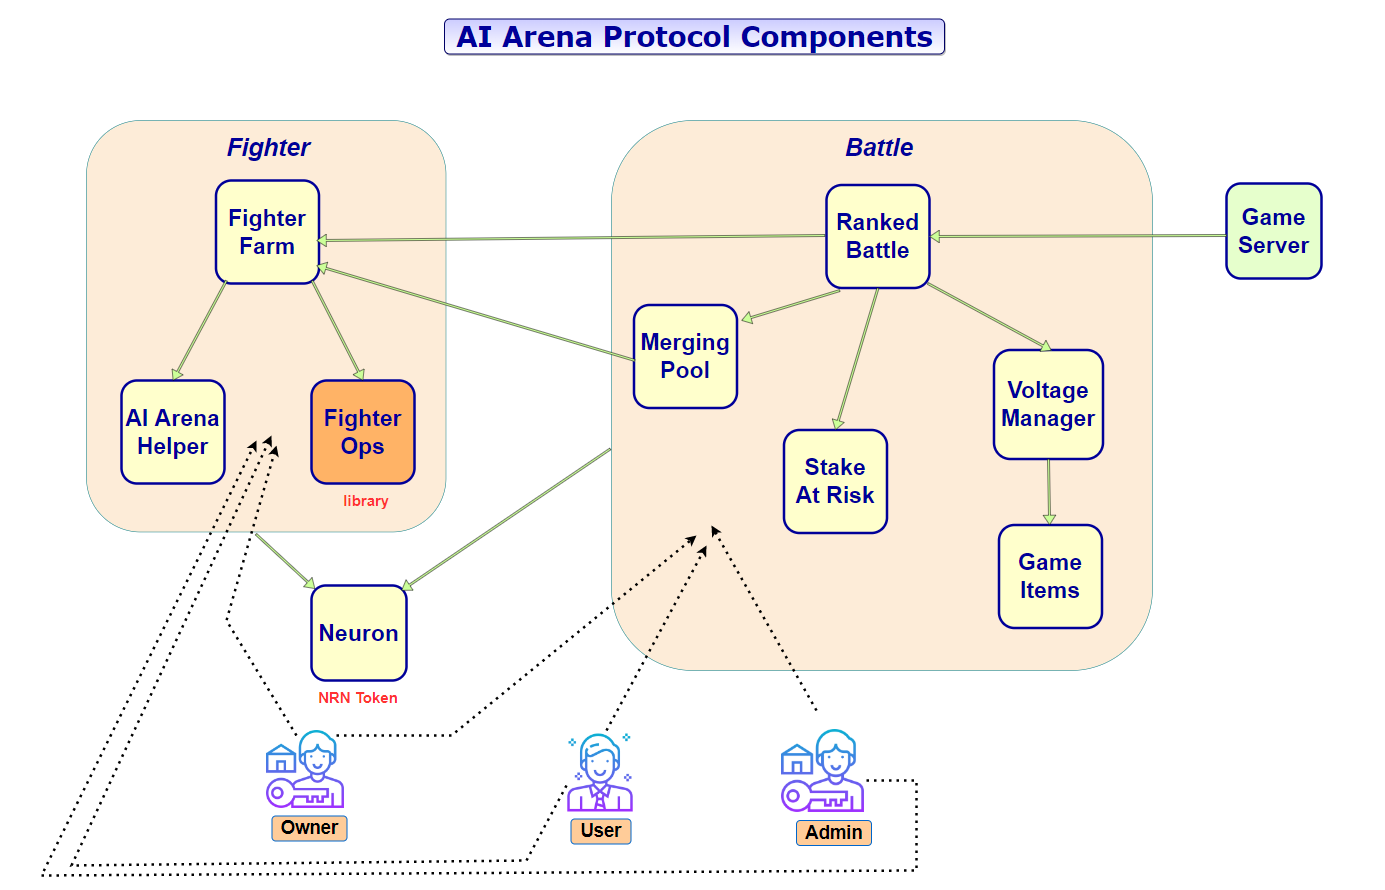 AI Arena Protocol Components
Fighter
Battle
Fighter
Farm
Ranked
Battle
Game
Server
Merging
Pool
AI Arena
Helper
Fighter
Ops
library
Voltage
Manager
Stake
At Risk
Game
Items
Neuron
NRN Token
Owner
User
Admin